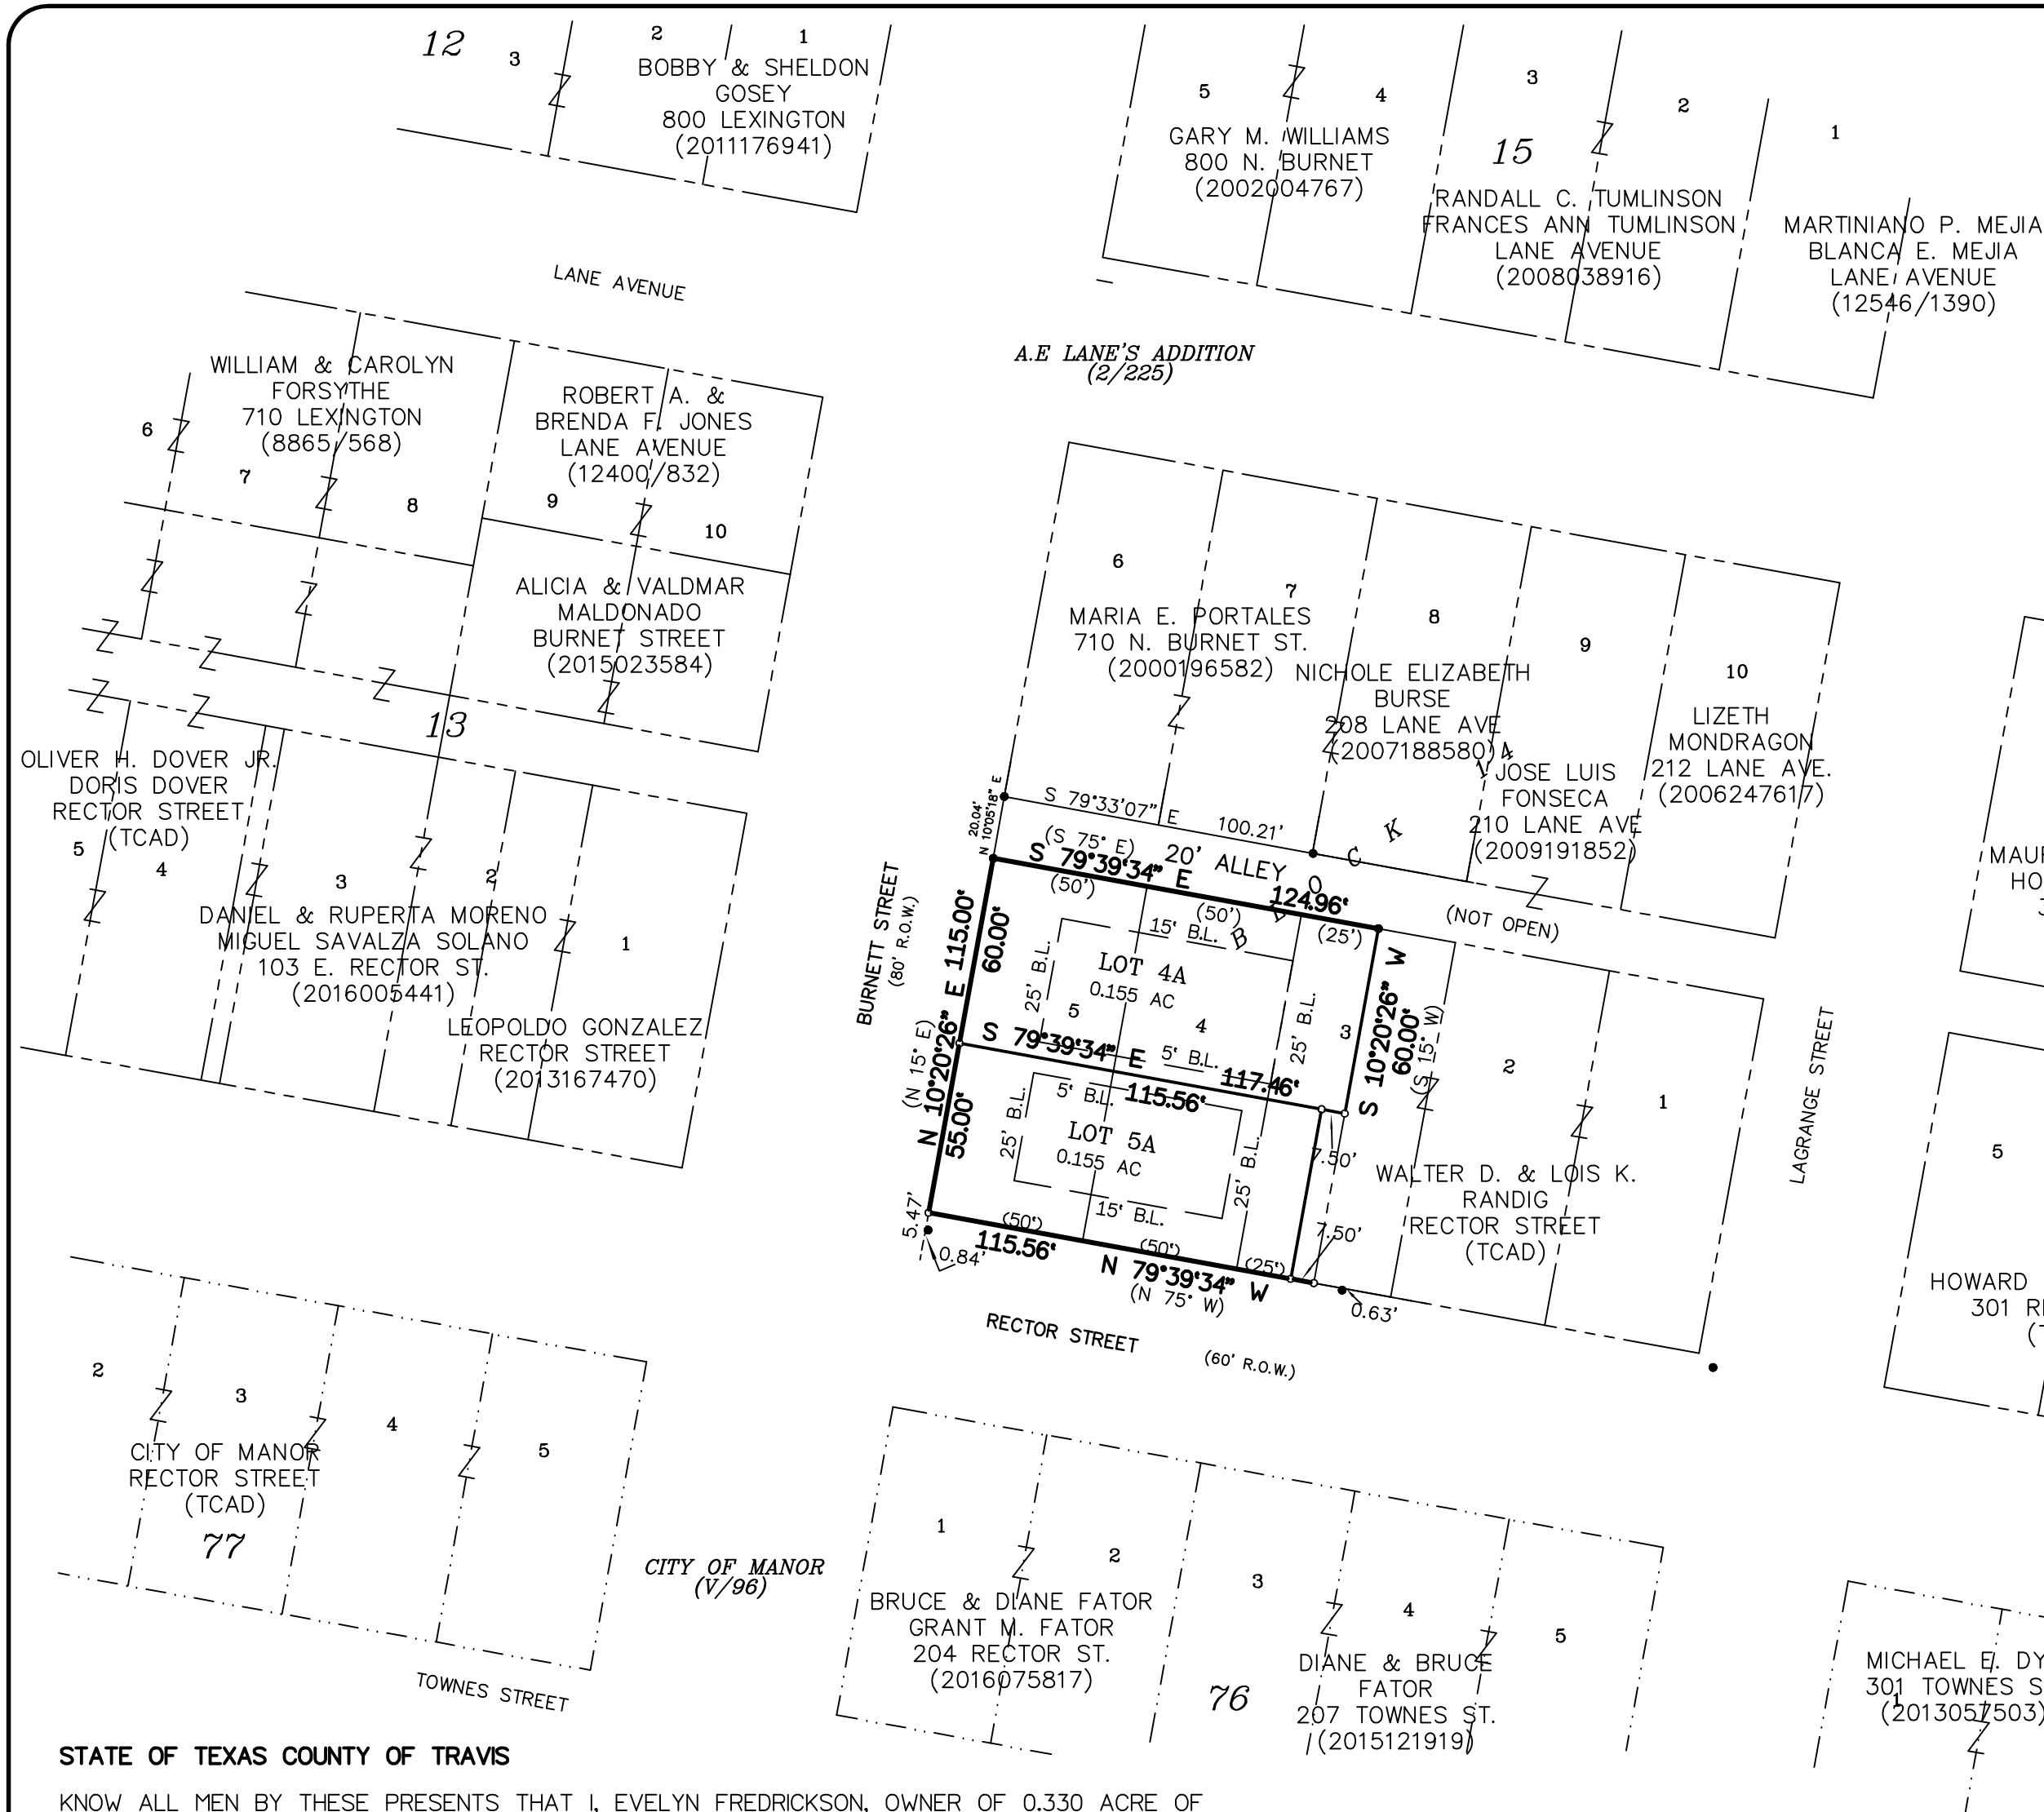 12
3
2
1
BOBBY & SHELDON
GOSEY
800 LEXINGTON
(2011176941)
5
4
GARY M. WILLIAMS
800 N. BURNET
(2002004767)
3
15
2
1
RANDALL C. TUMLINSON
FRANCES ANN TUMLINSON
LANE AVENUE
(2008038916)
MARTINIANO P. MEJIA
BLANCA E. MEJIA
LANE AVENUE
(12546/1390)
LANE AVENUE
A.E LANE'S ADDITION
(2/225)
WILLIAM & CAROLYN
FORSYTHE
710 LEXINGTON
(8865/568)
6
7
8
ROBERT A. &
BRENDA F. JONES
LANE AVENUE
(12400/832)
9
10
ALICIA & VALDMAR
MALDONADO
BURNET STREET
(2015023584)
13
6
7
MARIA E. PORTALES
710 N. BURNET ST.
(2000196582)
8
NICHOLE ELIZABETH
BURSE
208 LANE AVE
(2007188580)
9
JOSE LUIS
FONSECA
210 LANE AVE
(2009191852)
10
LIZETH
MONDRAGON
212 LANE AVE.
(2006247617)
BLOCK 14
OLIVER H. DOVER JR.
DORIS DOVER
RECTOR STREET
(TCAD)
5
4
3
2
DANIEL & RUPERTA MORENO
MIGUEL SAVALZA SOLANO
103 E. RECTOR ST.
(2016005441)
1
LEOPOLDO GONZALEZ
RECTOR STREET
(2013167470)
20.04'
N 10°05'18" E
S 79°33'07" E 100.21'
(S 75° E)
20' ALLEY
(NOT OPEN)
S 79°39'34" E 124.96'
(50')
(50')
(25')
BURNETT STREET
(80' R.O.W.)
N 10°20'26" E 115.00'
(N 15° E)
60.00'
55.00'
15' B.L.
25' B.L.
LOT 4A
0.155 AC
5
4
3
25' B.L.
5' B.L.
S 79°39'34" E 117.46'
115.56'
S 10°20'26" W
60.00'
(S 15° W)
5' B.L.
25' B.L.
LOT 5A
0.155 AC
25' B.L.
15' B.L.
7.50'
7.50'
5.47'
0.84'
(50')
(50')
(25')
115.56'
N 79°39'34" W
(N 75° W)
0.63'
2
1
WALTER D. & LOIS K.
RANDIG
RECTOR STREET
(TCAD)
LAGRANGE STREET
MAUR
HO
5
HOWARD
301 R
RECTOR STREET
(60' R.O.W.)
2
3
4
5
CITY OF MANOR
RECTOR STREET
(TCAD)
77
TOWNES STREET
CITY OF MANOR
(V/96)
1
2
BRUCE & DIANE FATOR
GRANT M. FATOR
204 RECTOR ST.
(2016075817)
3
76
4
5
DIANE & BRUCE
FATOR
207 TOWNES ST.
(2015121919)
MICHAEL E. DY
301 TOWNES S
1
(2013057503)
STATE OF TEXAS COUNTY OF TRAVIS
KNOW ALL MEN BY THESE PRESENTS THAT I, EVELYN FREDRICKSON, OWNER OF 0.330 ACRE OF